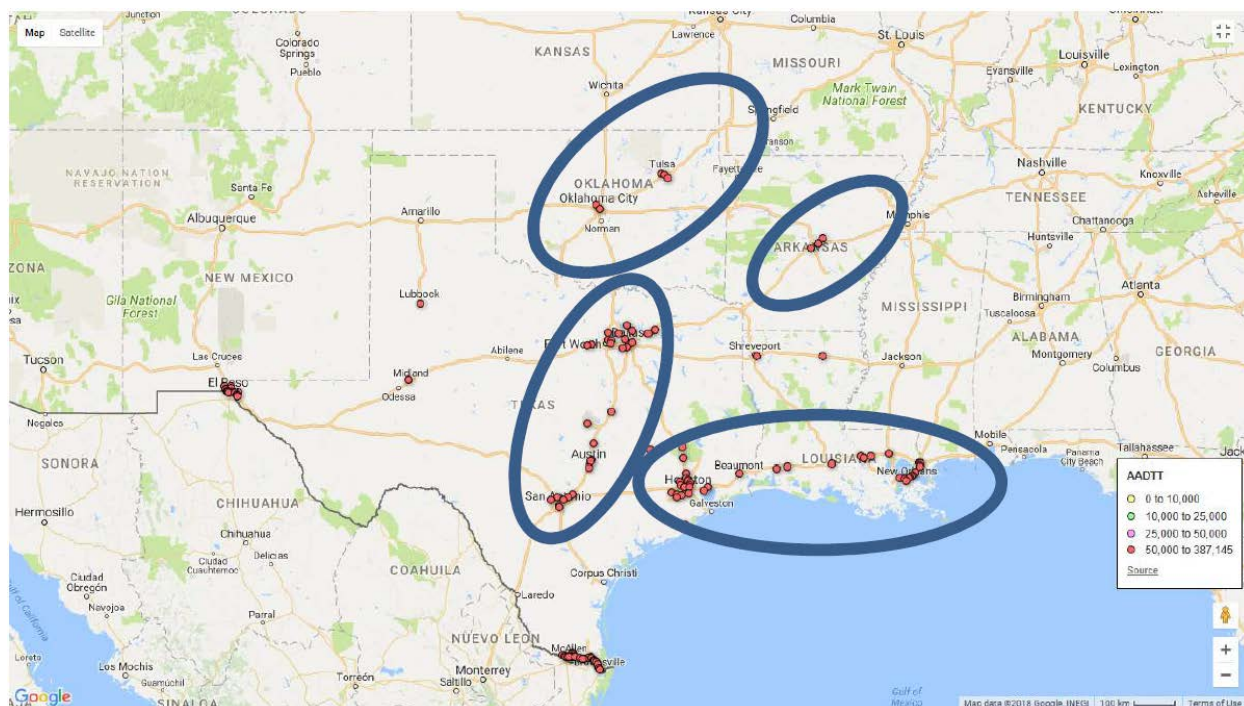 Map Satellite
Junction
COLORADO
Colorado
Springs
Pueblo
KANSAS
Wichita
Kansas City
Lawrence
Columbia
St. Louis
MISSOURI
Mark Twain
National Forest
Springfield
Evansville
Louisville
Lexington
KENTUCKY
Cincinnati
NAVAJO NATION
RESERVATION
Santa Fe
Albuquerque
Amarillo
Tulsa
OKLAHOMA
Oklahoma City
Norman
Nashville
TENNESSEE
Knoxville
Asheville
Memphis
Chattanooga
Huntsville
ARKANSAS
NEW MEXICO
Gila National
Forest
Lubbock
MISSISSIPPI
Birmingham
Tuscaloosa
Atlanta
ALABAMA
GEORGIA
Tucson
Las Cruces
El Paso
Abilene
Midland
Odessa
Shreveport
Jackson
Montgomery
Columbus
Nogales
TEXAS
Austin
SONORA
Hermosillo
CHIHUAHUA
Chihuahua
Ciudad
Cuauhtemoc
Delicias
San Antonio
Houston
Beaumont
Galveston
New Orleans
Mobile
Pensacola
Panama
City Beach
Tallahassee
AADTT
0 to 10,000
10,000 to 25,000
25,000 to 50,000
50,000 to 387,145
Source
Ciudad
Obregón
Navojoa
Parral
COAHUILA
Laredo
Corpus Christi
NUEVO LEON
McAllen
Monterrey
Saltillo
Torreón
Loreto
Los Mochis
Guamúchil
SINALOA
Gulf of
Mexico
Google
Map data ©2018 Google, INEGI 100 km Terms of Use